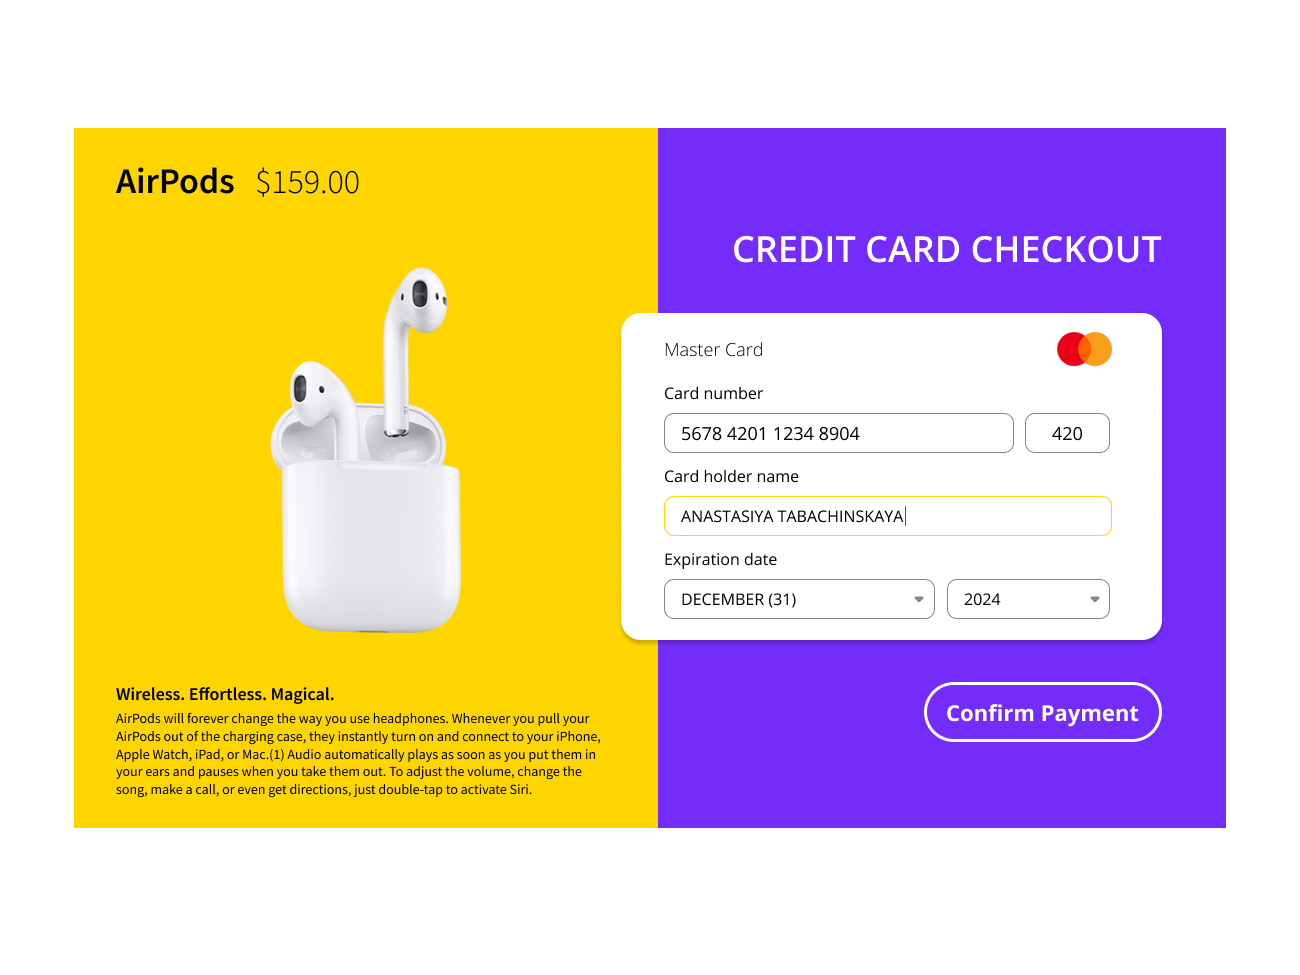 AirPods $159.00
CREDIT CARD CHECKOUT
Master Card
Card number
5678 4201 1234 8904 420
Card holder name
ANASTASIYA TABACHINSKAYA
Expiration date
DECEMBER (31) 2024
Wireless. Effortless. Magical.
AirPods will forever change the way you use headphones. Whenever you pull your
AirPods out of the charging case, they instantly turn on and connect to your iPhone,
Apple Watch, iPad, or Mac.(1) Audio automatically plays as soon as you put them in
your ears and pauses when you take them out. To adjust the volume, change the
song, make a call, or even get directions, just double-tap to activate Siri.
Confirm Payment